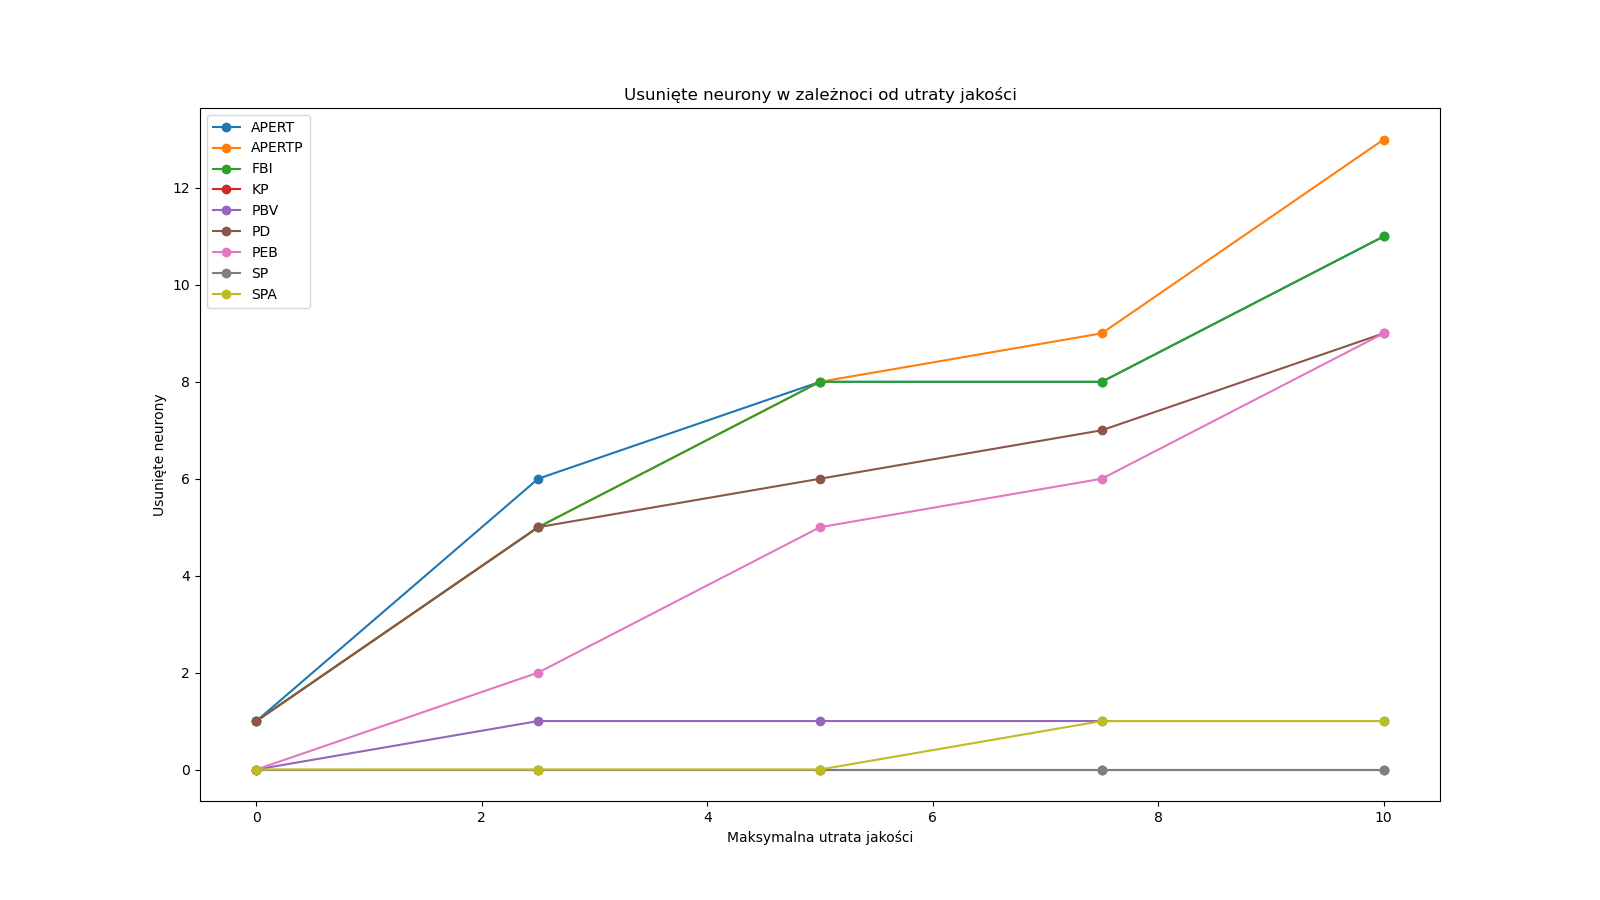 Usunięte neurony w zależnoci od utraty jakości
APERT
APERTP
FBI
KP
PBV
PD
PEB
SP
SPA
12
10
8
6
4
2
0
Usunięte neurony
0 2 4 6 8 10
Maksymalna utrata jakości